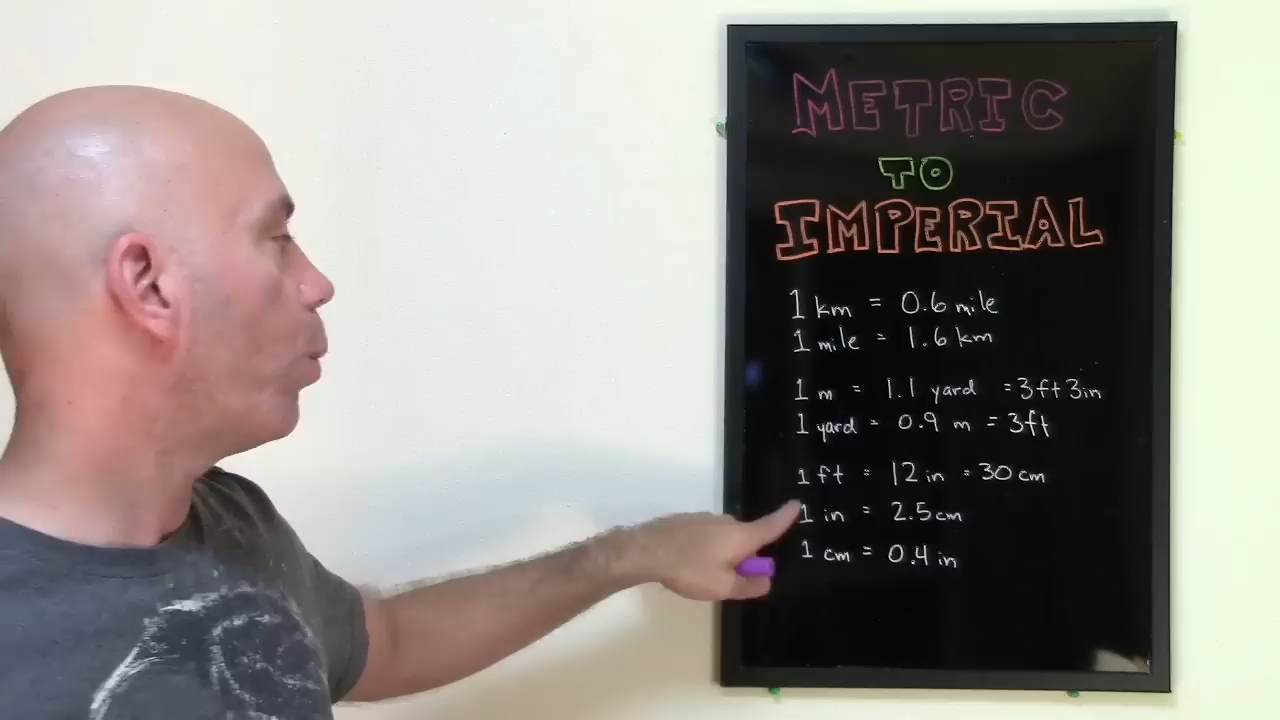 METRIC
TO
IMPERIAL
1 km = 0.6 mile
1 mile = 1.6 km
1 m = 1.1 yard = 3ft 3in
1 yard = 0.9 m = 3ft
1 ft = 12 in = 30 cm
1 in = 2.5 cm
1 cm = 0.4 in